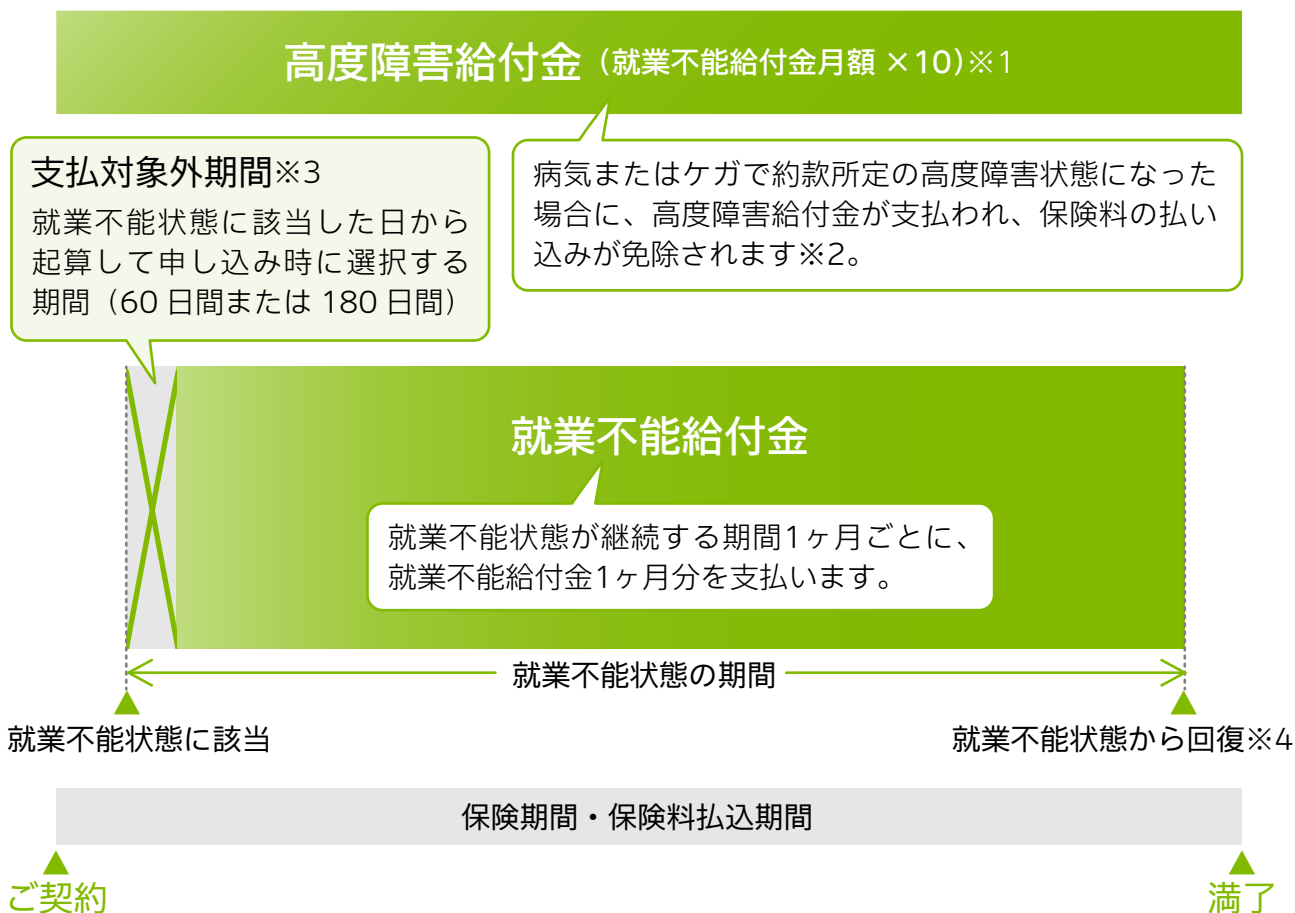 高度障害給付金（就業不能給付金月額 ×10)※1
支払対象外期間※3
就業不能状態に該当した日から
起算して申し込み時に選択する
期間（60 日間または 180 日間）
病気またはケガで約款所定の高度障害状態になった
場合に、高度障害給付金が支払われ、保険料の払い
込みが免除されます※2。
就業不能給付金
就業不能状態が継続する期間1ヶ月ごとに、
就業不能給付金1ヶ月分を支払います。
就業不能状態の期間
就業不能状態に該当
就業不能状態から回復※4
保険期間・保険料払込期間
ご契約
満了